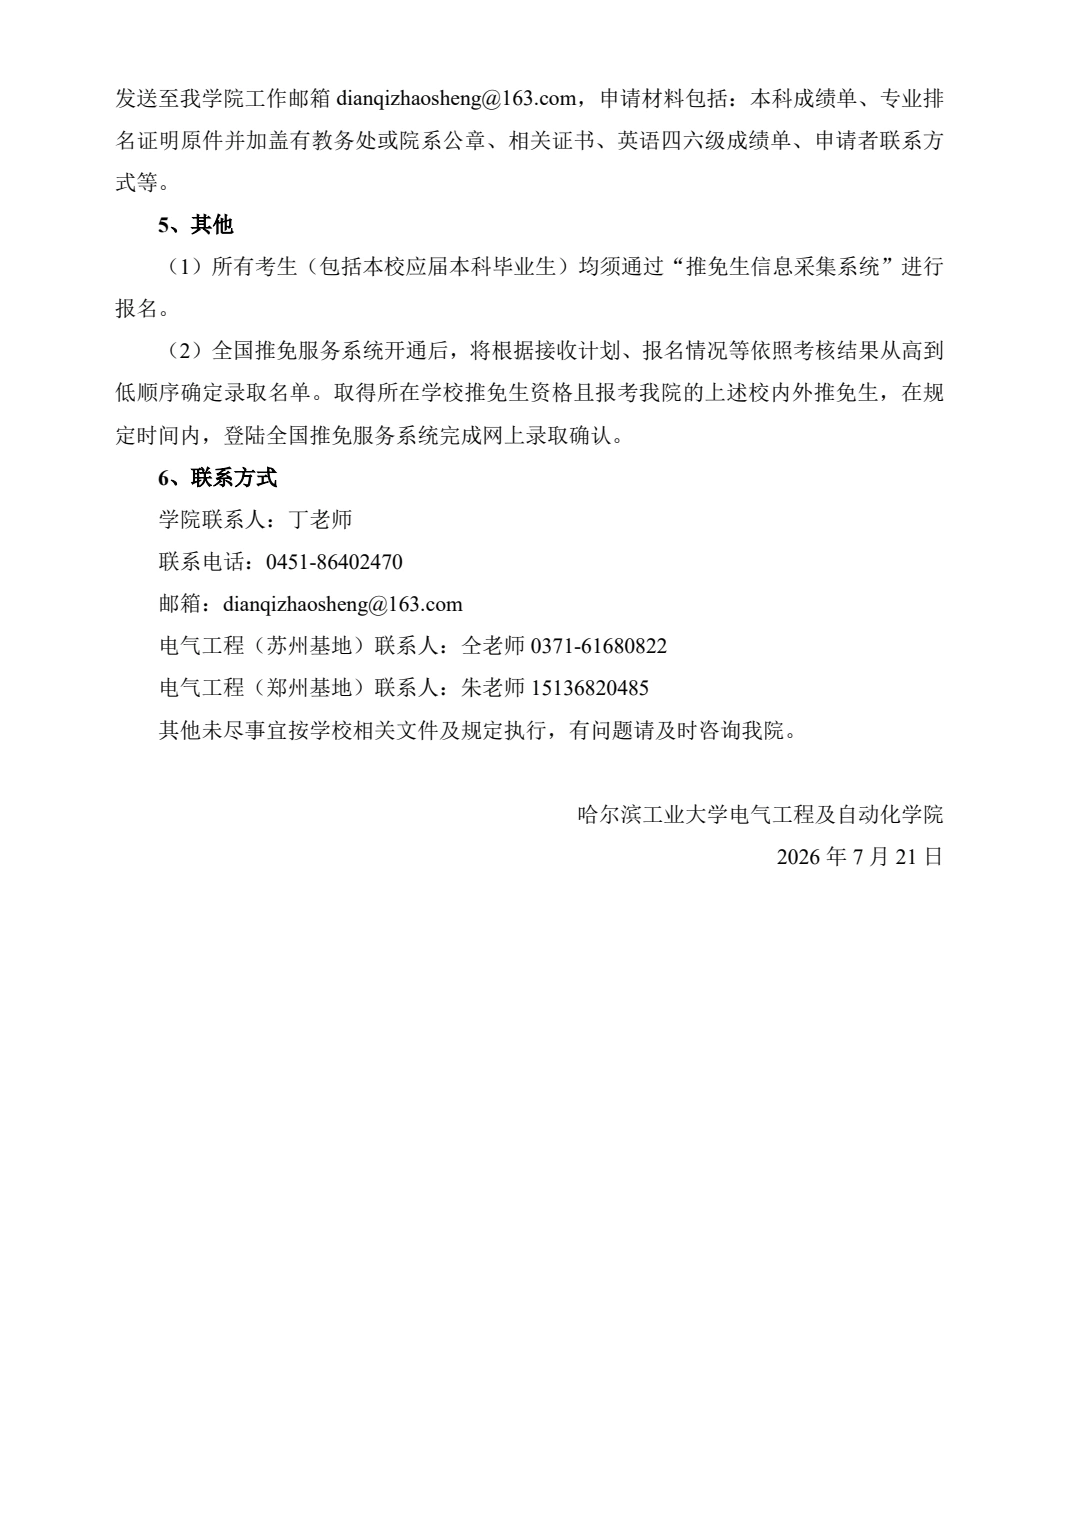 发送至我学院工作邮箱 dianqizhaosheng@163.com，申请材料包括：本科成绩单、专业排
名证明原件并加盖有教务处或院系公章、相关证书、英语四六级成绩单、申请者联系方
式等。
5、其他
（1）所有考生（包括本校应届本科毕业生）均须通过“推免生信息采集系统”进行
报名。
（2）全国推免服务系统开通后，将根据接收计划、报名情况等依照考核结果从高到
低顺序确定录取名单。取得所在学校推免生资格且报考我院的上述校内外推免生，在规
定时间内，登陆全国推免服务系统完成网上录取确认。
6、联系方式
学院联系人：丁老师
联系电话：0451-86402470
邮箱：dianqizhaosheng@163.com
电气工程（苏州基地）联系人：仝老师 0371-61680822
电气工程（郑州基地）联系人：朱老师 15136820485
其他未尽事宜按学校相关文件及规定执行，有问题请及时咨询我院。
哈尔滨工业大学电气工程及自动化学院
2026 年 7 月 21 日